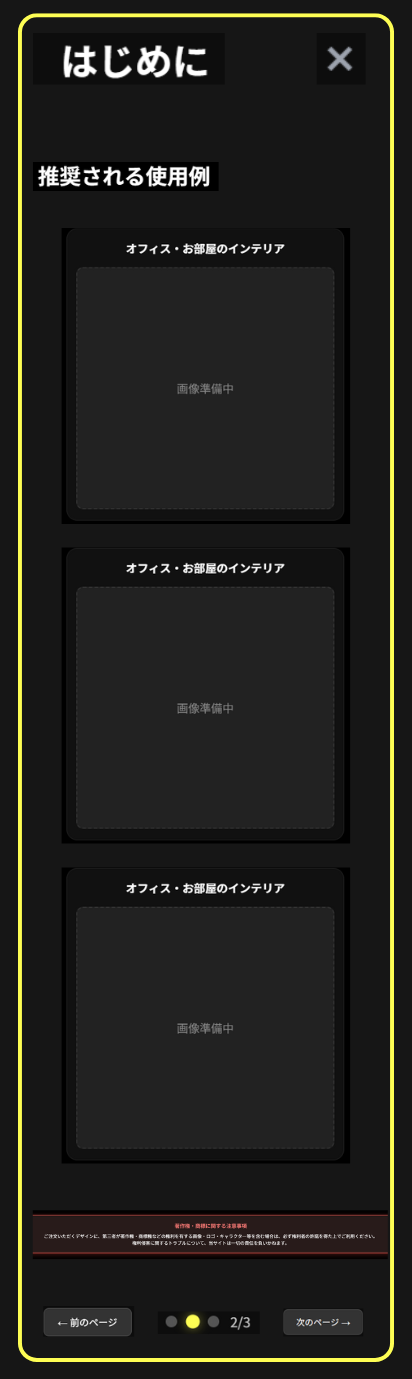 はじめに
推奨される使用例
オフィス・お部屋のインテリア
画像準備中
オフィス・お部屋のインテリア
画像準備中
オフィス・お部屋のインテリア
画像準備中
著作権・商標に関する注意事項
ご注文いただくデザインに、第三者が著作権・商標権などの権利を有する画像・ロゴ・キャラクター等を含む場合は、必ず権利者の許諾を得た上でご利用ください。
権利侵害に関するトラブルについて、当サイトは一切の責任を負いかねます。
← 前のページ
2/3
次のページ →